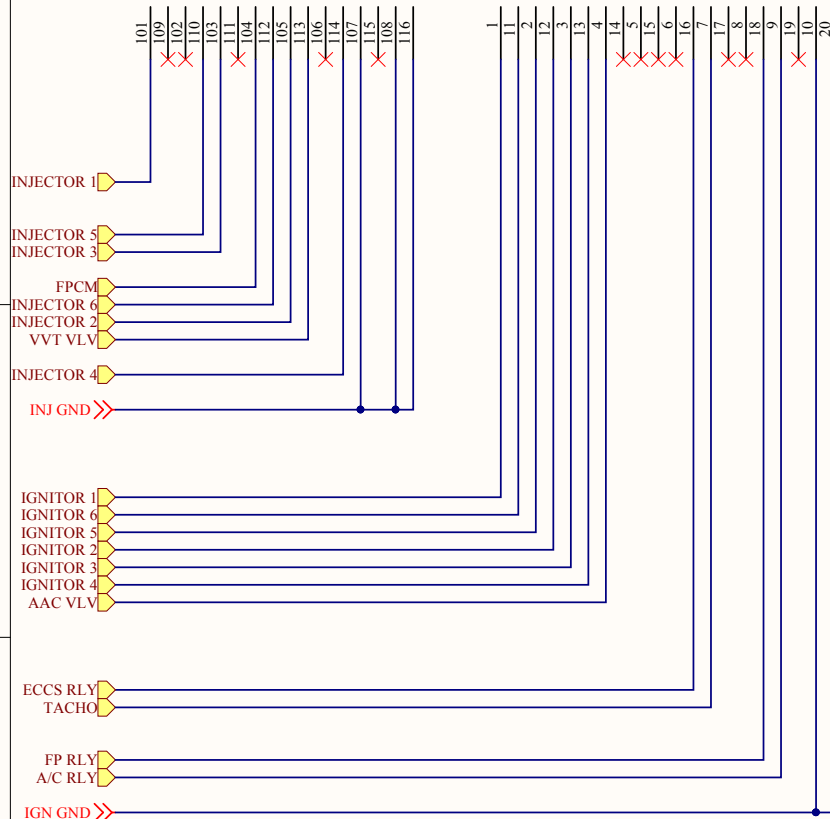 101
109
102
110
103
111
104
112
105
113
106
114
107
115
108
116
1
11
2
12
3
13
4
14
5
15
6
16
7
17
8
18
9
19
10
20
INJECTOR 1
INJECTOR 5
INJECTOR 3
FPCM
INJECTOR 6
INJECTOR 2
VVT VLV
INJECTOR 4
INJ GND
IGNITOR 1
IGNITOR 6
IGNITOR 5
IGNITOR 2
IGNITOR 3
IGNITOR 4
AAC VLV
ECCS RLY
TACHO
FP RLY
A/C RLY
IGN GND